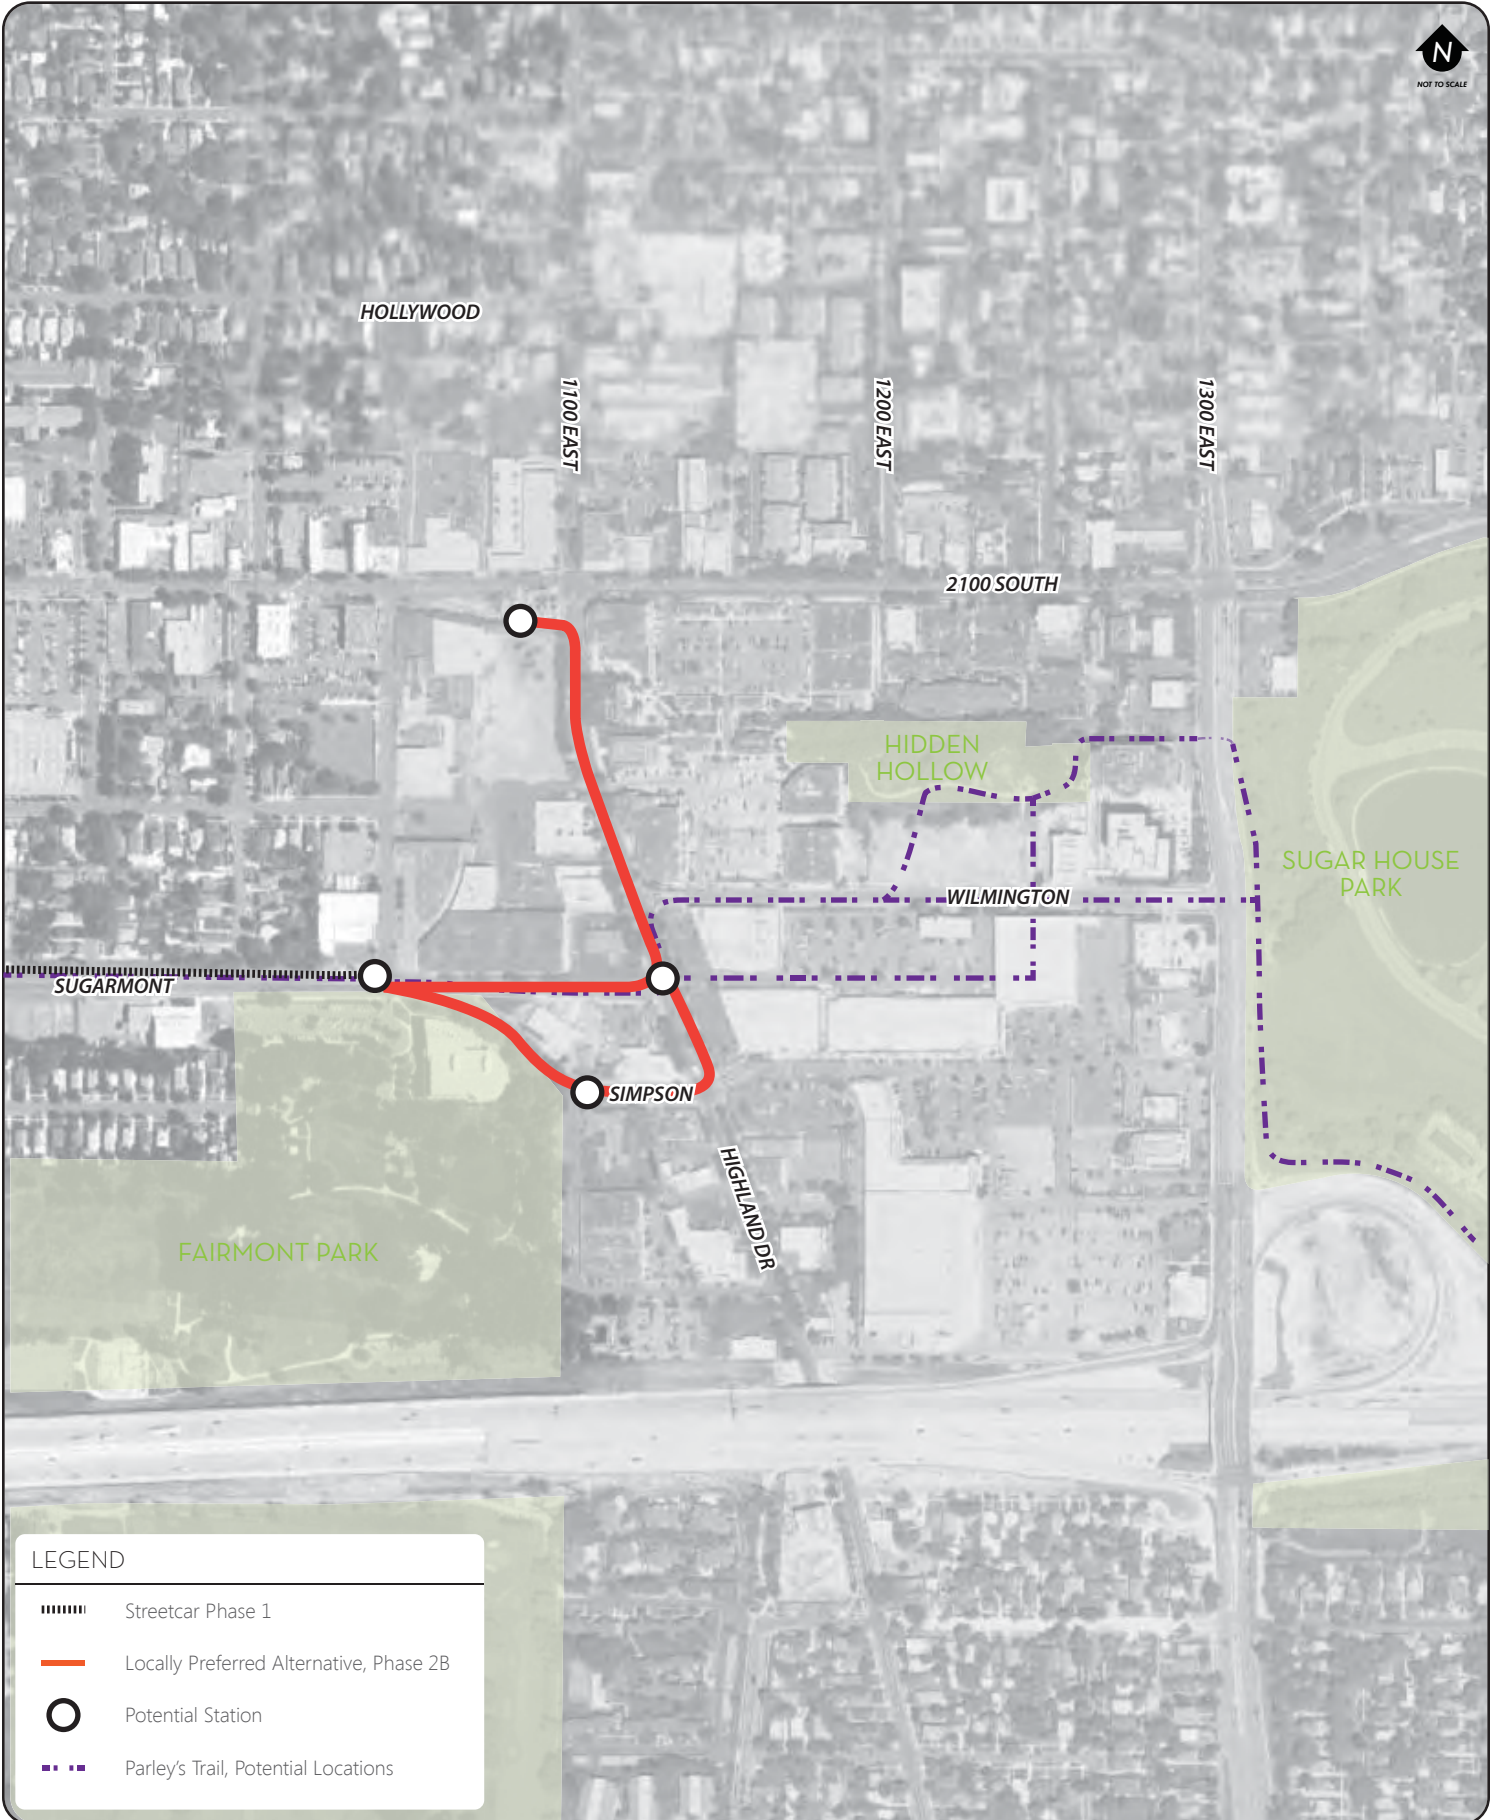 N
NOT TO SCALE
HOLLYWOOD
1100 EAST
1200 EAST
1300 EAST
2100 SOUTH
HIDDEN
HOLLOW
SUGAR HOUSE
PARK
WILMINGTON
SUGARMONT
SIMPSON
HIGHLAND DR
FAIRMONT PARK
LEGEND
Streetcar Phase 1
Locally Preferred Alternative, Phase 2B
Potential Station
Parley's Trail, Potential Locations